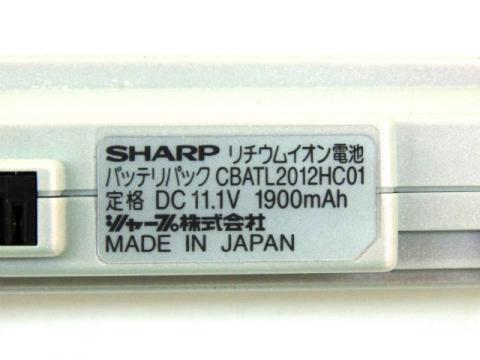 SHARP リチウムイオン電池
バッテリパック CBATL2012HC01
定格 DC 11.1V 1900mAh
シャープ株式会社
MADE IN JAPAN